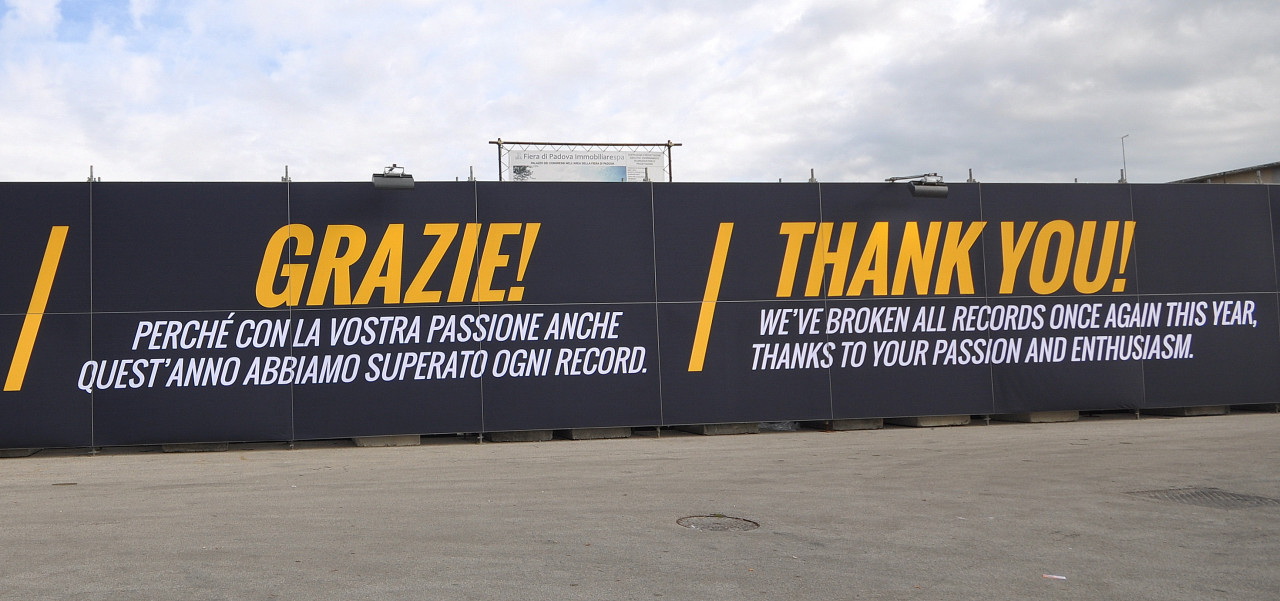 Fiera di Padova Immobiliare spa
GRAZIE!
PERCHÉ CON LA VOSTRA PASSIONE ANCHE
QUEST'ANNO ABBIAMO SUPERATO OGNI RECORD.
THANK YOU!
WE'VE BROKEN ALL RECORDS ONCE AGAIN THIS YEAR,
THANKS TO YOUR PASSION AND ENTHUSIASM.